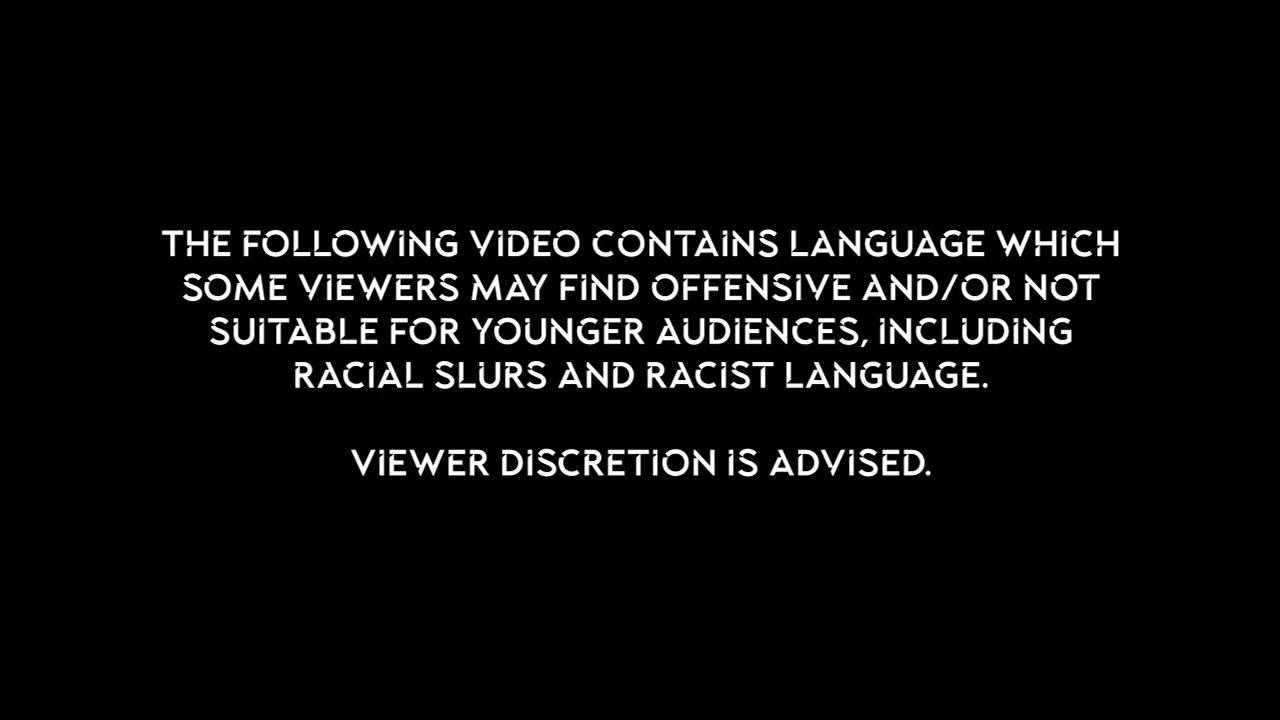 THE FOLLOWING VIDEO CONTAINS LANGUAGE WHICH
SOME VIEWERS MAY FIND OFFENSIVE AND/OR NOT
SUITABLE FOR YOUNGER AUDIENCES, INCLUDING
RACIAL SLURS AND RACIST LANGUAGE.
VIEWER DISCRETION IS ADVISED.